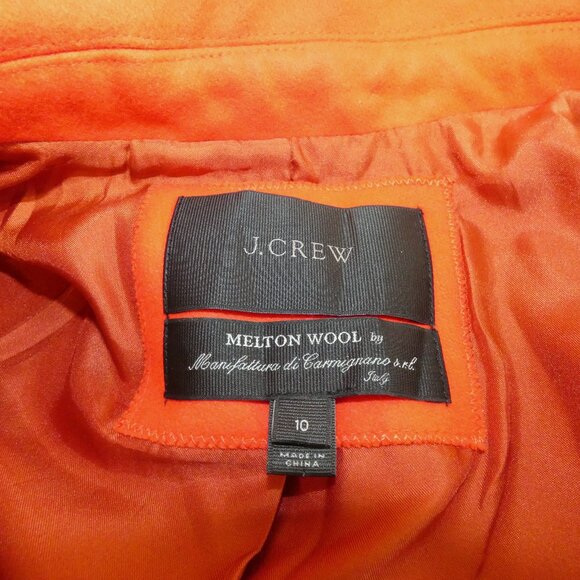 J.CREW
MELTON WOOL by
Manifattura di Carmignano s.r.l.
Italy
10
MADE IN
CHINA